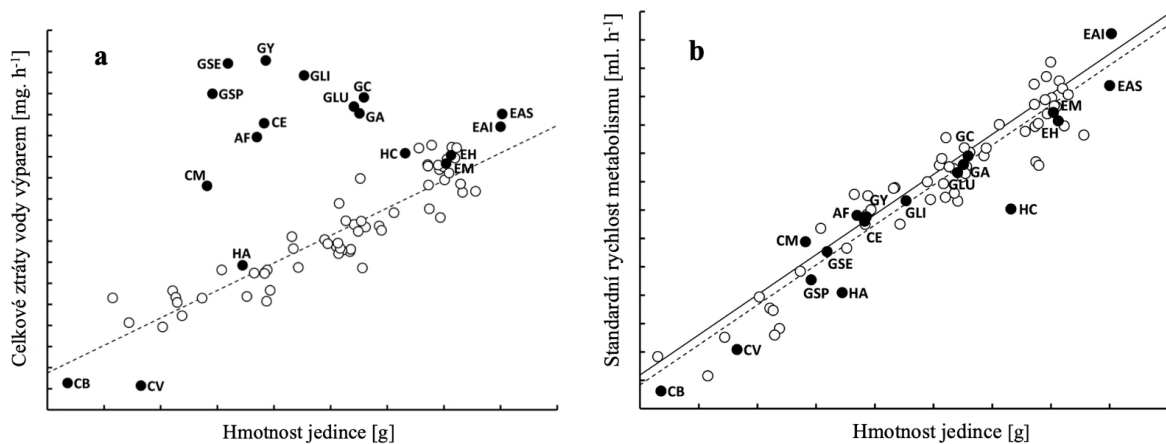 a
Celkové ztráty vody výparem [mg. h⁻¹]
GSE
GY
GLI
GSP
GLU
GC
GA
CE
AF
EAS
EAI
HC
EH
EM
CM
HA
CB
CV
Hmotnost jedince [g]
b
Standardní rychlost metabolismu [ml. h⁻¹]
EAI
EAS
EM
EH
GC
GA
GLU
GY
AF
GLI
HC
CE
CM
GSE
GSP
HA
CV
CB
Hmotnost jedince [g]